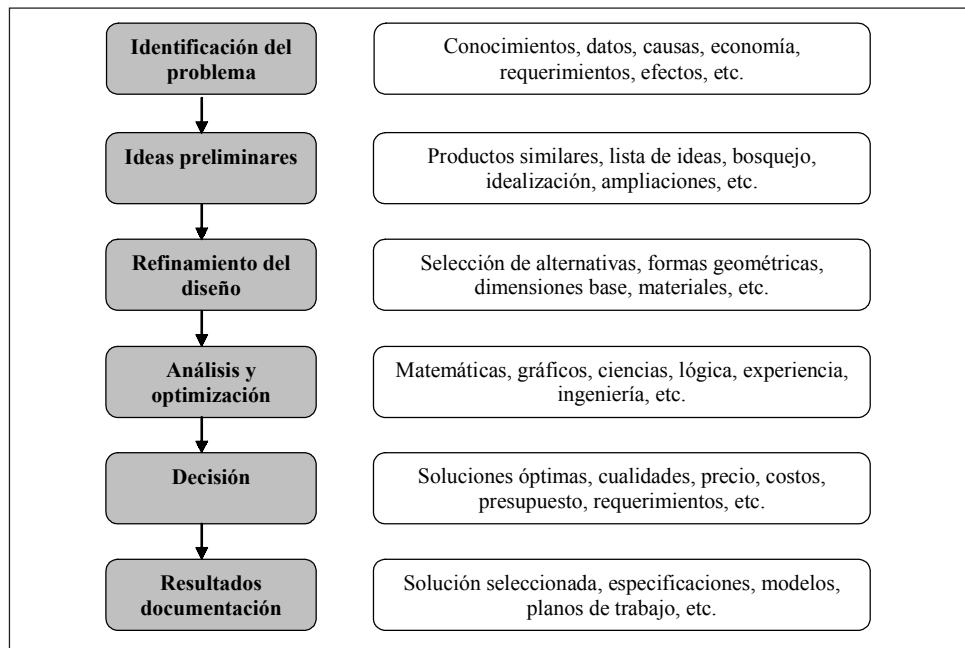 Identificación del
problema
Conocimientos, datos, causas, economía,
requerimientos, efectos, etc.
Ideas preliminares
Productos similares, lista de ideas, bosquejo,
idealización, ampliaciones, etc.
Refinamiento del
diseño
Selección de alternativas, formas geométricas,
dimensiones base, materiales, etc.
Análisis y
optimización
Matemáticas, gráficos, ciencias, lógica, experiencia,
ingeniería, etc.
Decisión
Soluciones óptimas, cualidades, precio, costos,
presupuesto, requerimientos, etc.
Resultados
documentación
Solución seleccionada, especificaciones, modelos,
planos de trabajo, etc.